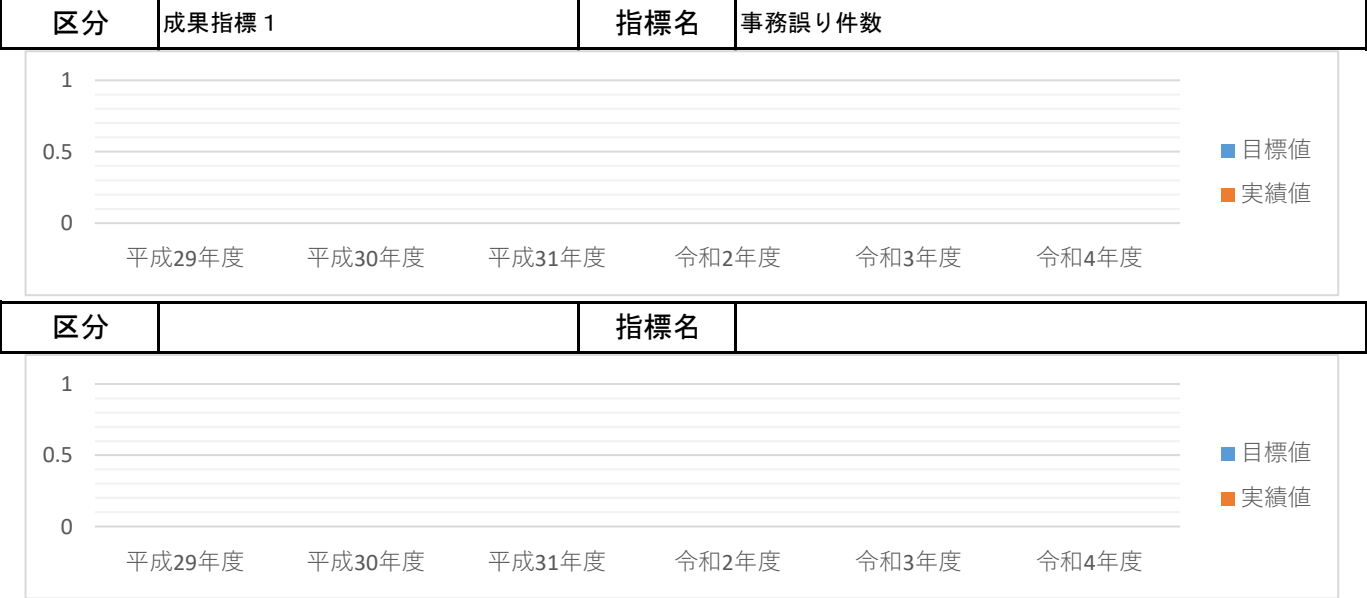 区分 成果指標１ 指標名 事務誤り件数
1
0.5
0
平成29年度 平成30年度 平成31年度 令和2年度 令和3年度 令和4年度
目標値
実績値
区分 指標名
1
0.5
0
平成29年度 平成30年度 平成31年度 令和2年度 令和3年度 令和4年度
目標値
実績値